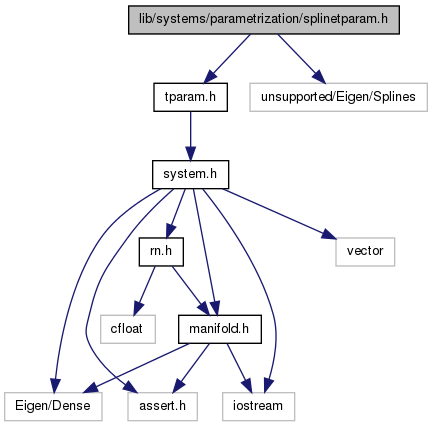 lib/systems/parametrization/splinetparam.h
tparam.h
unsupported/Eigen/Splines
system.h
rn.h
vector
cfloat
manifold.h
Eigen/Dense
assert.h
iostream